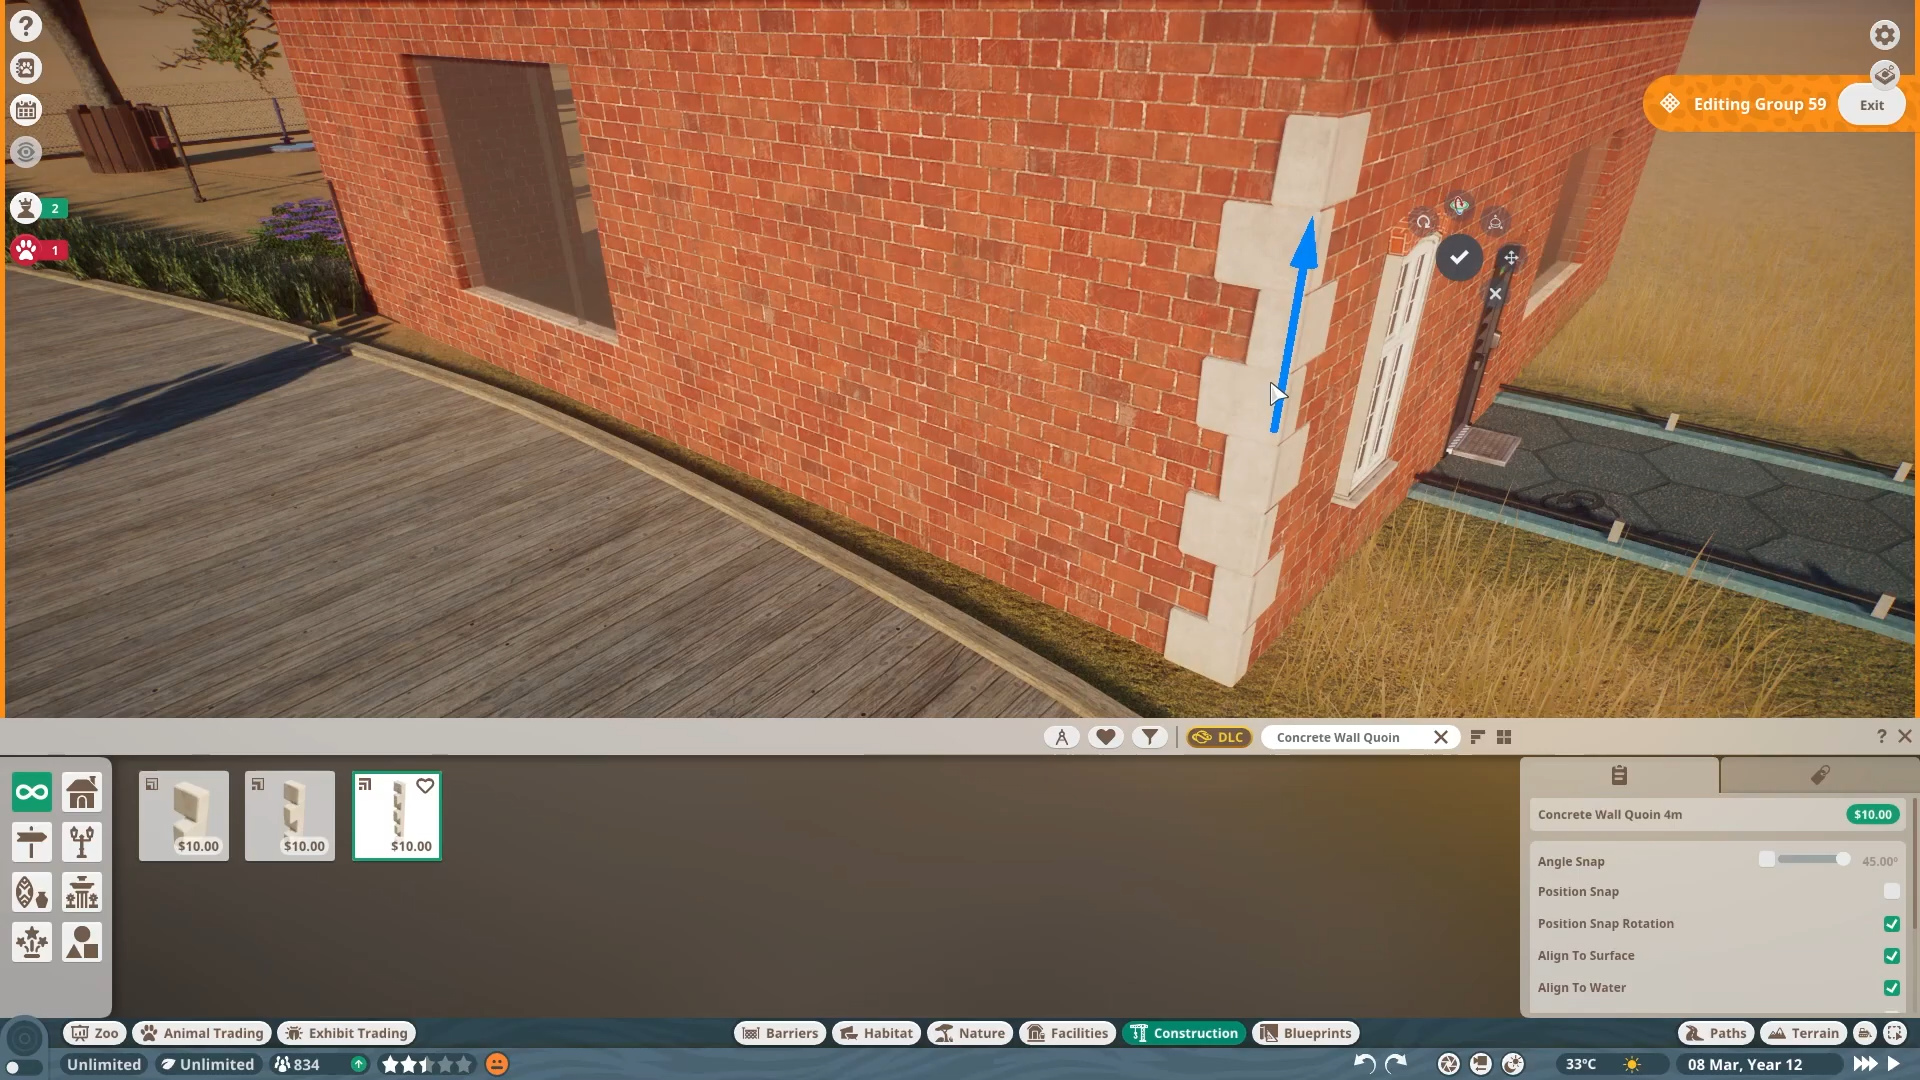 ?
2
1
Editing Group 59
Exit
DLC
Concrete Wall Quoin
?
$10.00
$10.00
$10.00
Concrete Wall Quoin 4m
$10.00
Angle Snap
45.00°
Position Snap
Position Snap Rotation
Align To Surface
Align To Water
Zoo
Animal Trading
Exhibit Trading
Barriers
Habitat
Nature
Facilities
Construction
Blueprints
Paths
Terrain
Unlimited
Unlimited
834
33°C
08 Mar, Year 12